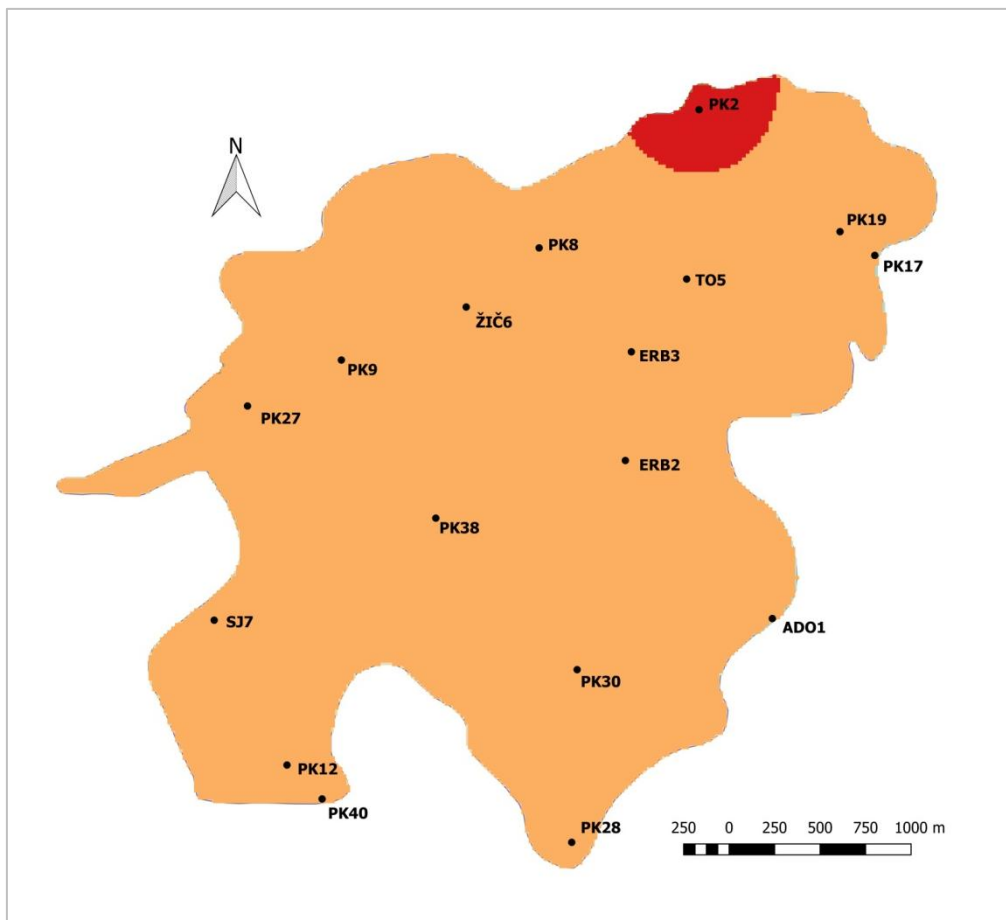 PK2
N
PK19
PK8
PK17
TO5
ŽIČ6
ERB3
PK9
PK27
ERB2
PK38
SJ7
ADO1
PK30
PK12
PK40
PK28
250 0 250 500 750 1000 m